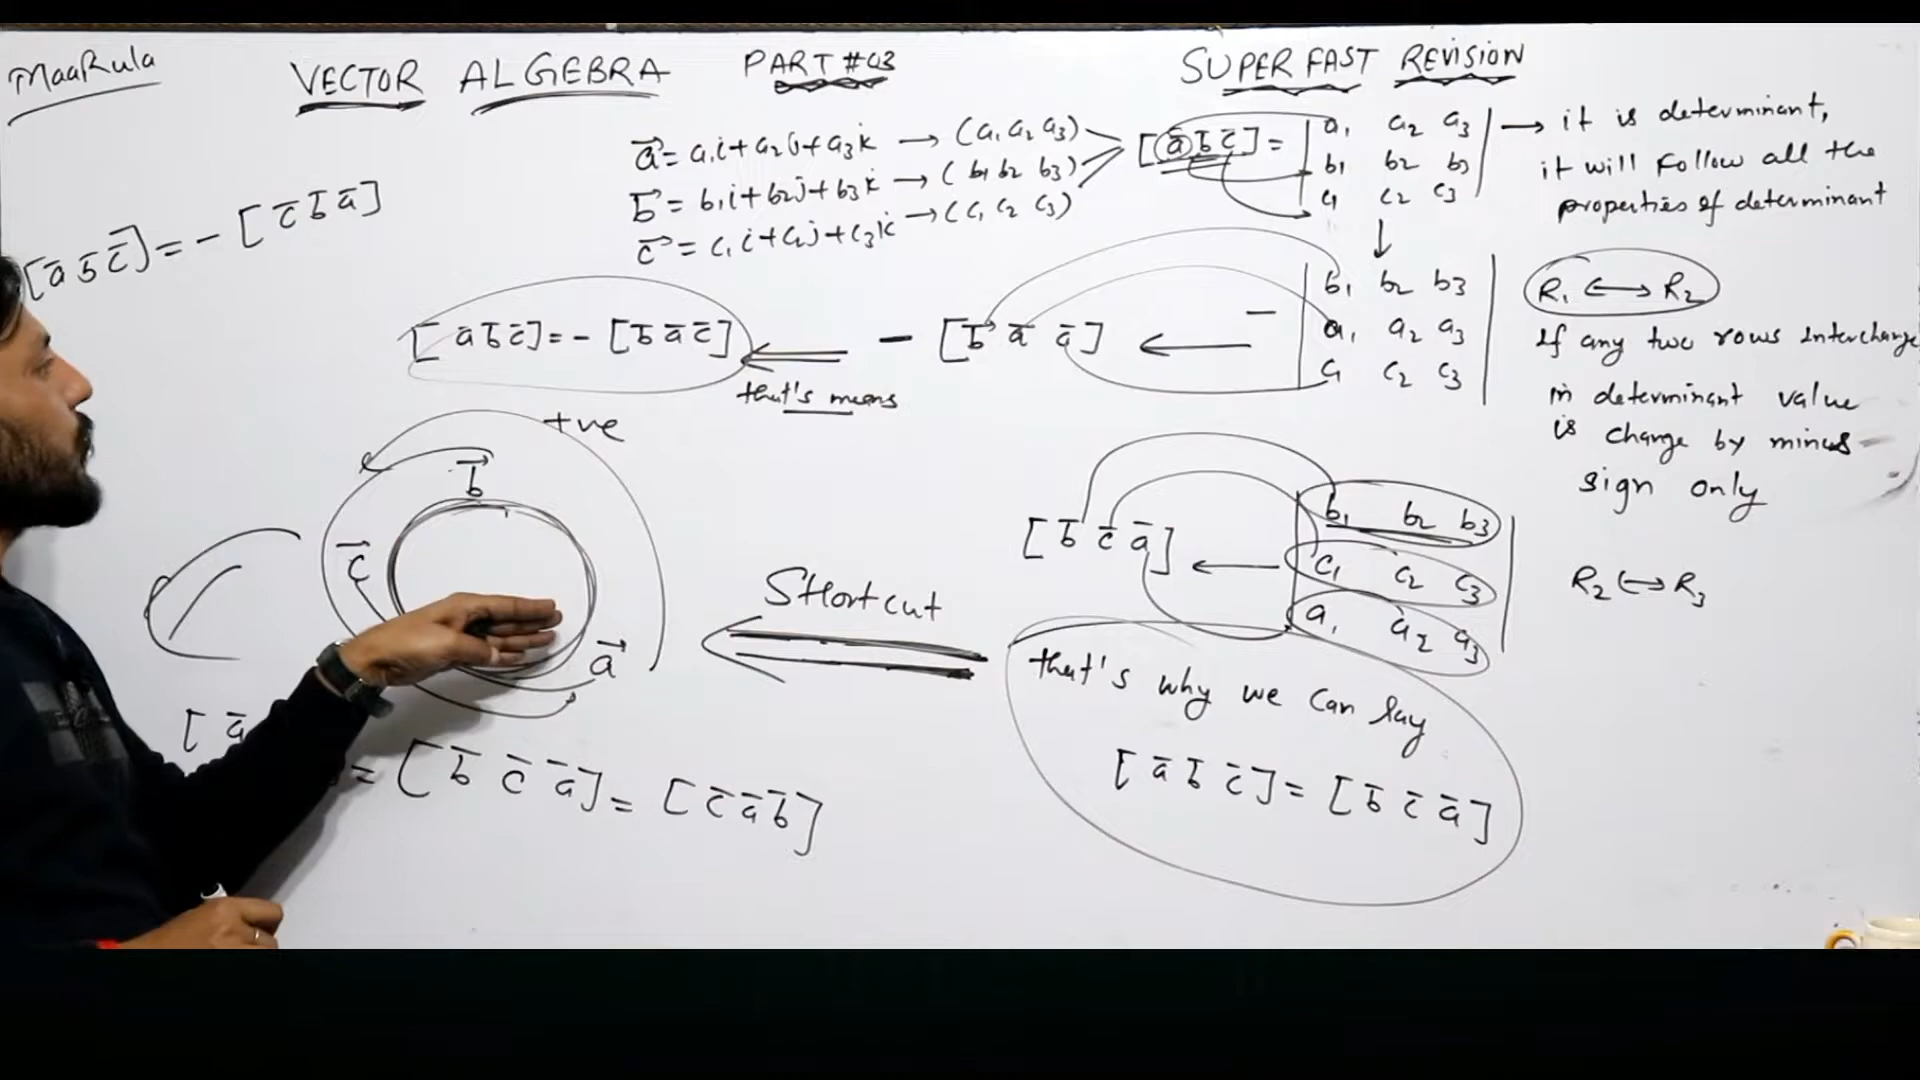 MaaRula
VECTOR ALGEBRA PART #03
SUPER FAST REVISION
a⃗ = a₁i + a₂j + a₃k → (a₁ a₂ a₃)
b⃗ = b₁i + b₂j + b₃k → (b₁ b₂ b₃)
c⃗ = c₁i + c₂j + c₃k → (c₁ c₂ c₃)
[a̅ b̅ c̅] =
a₁ a₂ a₃
b₁ b₂ b₃
c₁ c₂ c₃
→ it is determinant,
it will follow all the
properties of determinant
[a̅ b̅ c̅] = - [c̅ b̅ a̅]
↓
- b₁ b₂ b₃
a₁ a₂ a₃
c₁ c₂ c₃
R₁ ↔ R₂
If any two rows interchange
in determinant value
is change by minus
sign only
← - [b̅ a̅
[a̅ b̅ c̅] = - [b̅ a̅ c̅]
that's means
+ve
b⃗
c⃗
a⃗
b₁ b₂ b₃
c₁ c₂ c₃
a₁ a₂ a₃
R₂ ↔ R₃
[b̅ c̅ a̅] ←
Shortcut
that's why we can say
[a̅ b̅ c̅] = [b̅ c̅ a̅]
[a̅
= [b̅ c̅ a̅] = [c̅ a̅ b̅]